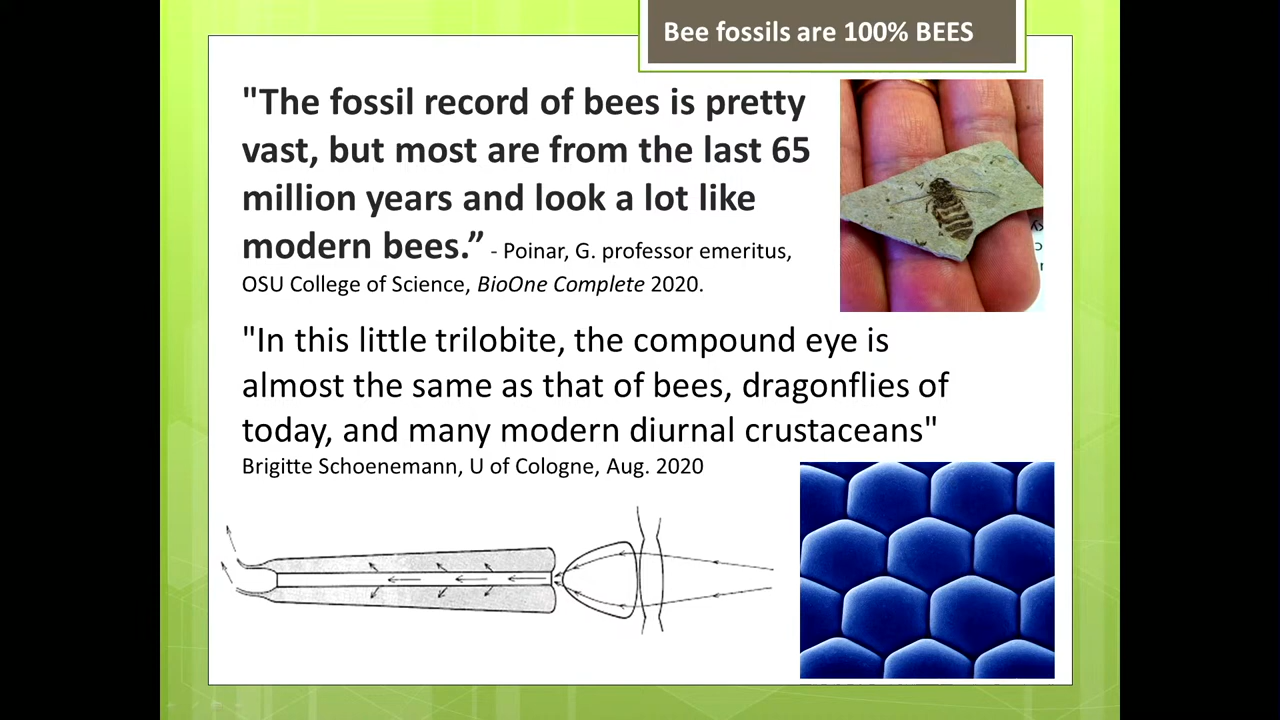 Bee fossils are 100% BEES
"The fossil record of bees is pretty
vast, but most are from the last 65
million years and look a lot like
modern bees.” - Poinar, G. professor emeritus,
OSU College of Science, BioOne Complete 2020.
"In this little trilobite, the compound eye is
almost the same as that of bees, dragonflies of
today, and many modern diurnal crustaceans"
Brigitte Schoenemann, U of Cologne, Aug. 2020